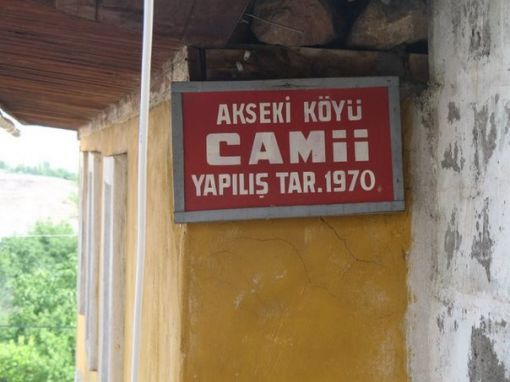 AKSEKİ KÖYÜ
CAMİİ
YAPILIŞ TAR.1970